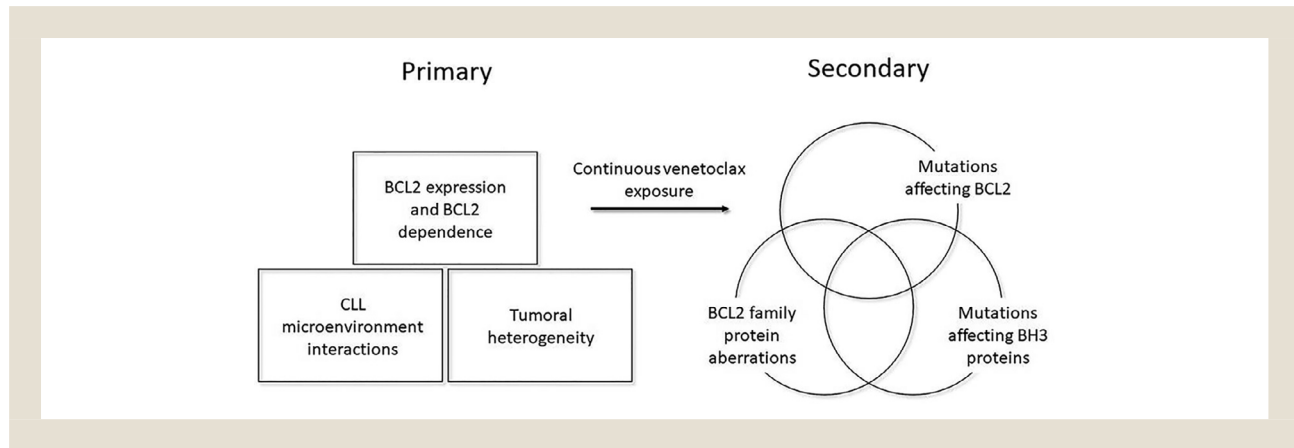 Primary
Secondary
BCL2 expression
and BCL2
dependence
CLL
microenvironment
interactions
Tumoral
heterogeneity
Continuous venetoclax
exposure
Mutations
affecting BCL2
BCL2 family
protein
aberrations
Mutations
affecting BH3
proteins